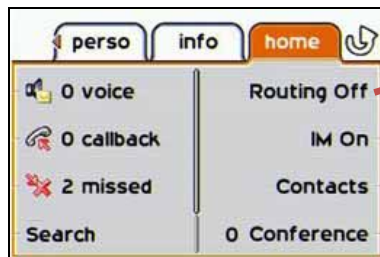 perso info home
0 voice Routing Off
0 callback IM On
2 missed Contacts
Search 0 Conference